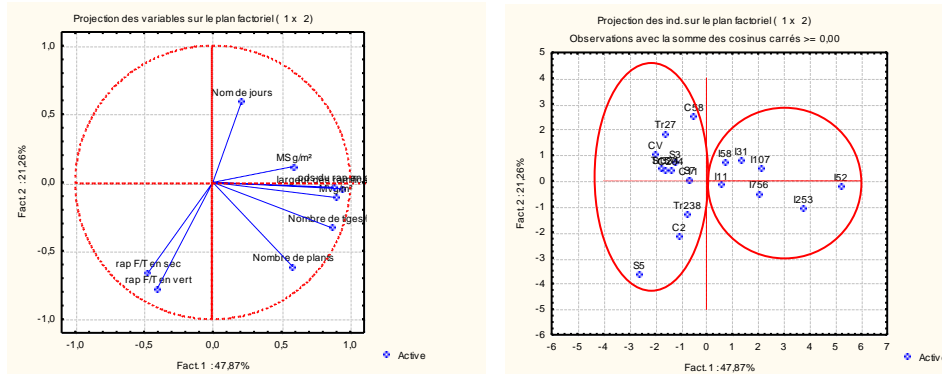 Projection des variables sur le plan factoriel ( 1 x 2)
1,0
Nom de jours
0,5
MS g/m²
0,0
Nombre de tiges
-0,5
Nombre de plants
rap F/T en sec
rap F/T en vert
-1,0
-1,0
-0,5
0,0
0,5
1,0
Fact. 1 : 47,87%
Fact. 2 : 21,26%
Active
Projection des ind. sur le plan factoriel ( 1 x 2)
Observations avec la somme des cosinus carrés >= 0,00
5
4
3
2
1
0
-1
-2
-3
-4
-5
-6
C58
Tr27
CV
S3
I58
I31
I107
I11
I52
I756
I253
Tr238
C2
S5
-6
-5
-4
-3
-2
-1
0
1
2
3
4
5
6
7
Fact. 1 : 47,87%
Fact. 2 : 21,26%
Active